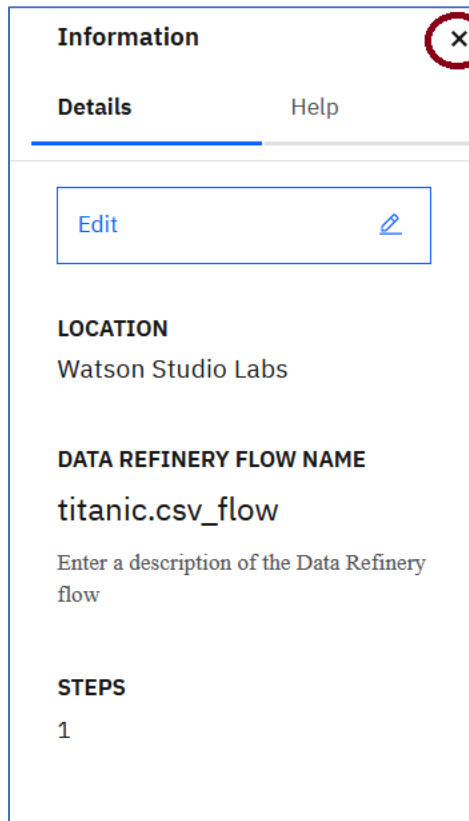 Information
Details
Help
Edit
LOCATION
Watson Studio Labs
DATA REFINERY FLOW NAME
titanic.csv_flow
Enter a description of the Data Refinery
flow
STEPS
1